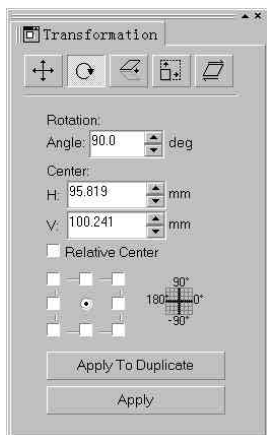 Transformation
Rotation:
Angle: 90.0 deg
Center:
H: 95.819 mm
V: 100.241 mm
Relative Center
90°
180° 0°
-90°
Apply To Duplicate
Apply